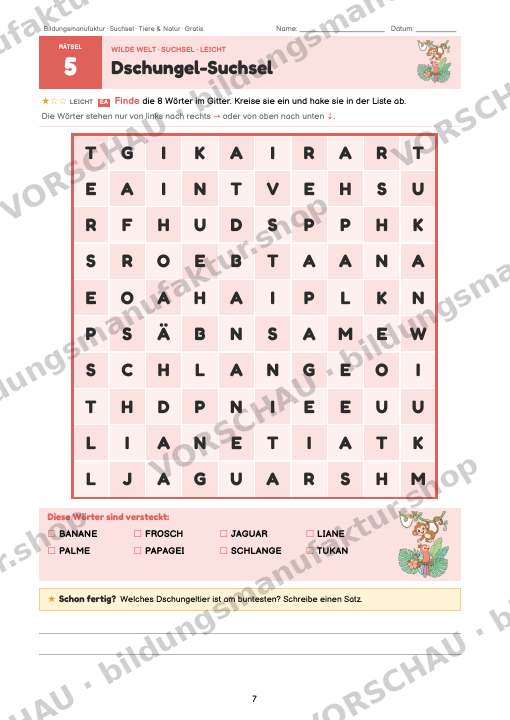 Bildungsmanufaktur · Suchsel · Tiere & Natur · Gratis Name: Datum:
RÄTSEL
5
WILDE WELT · SUCHSEL · LEICHT
Dschungel-Suchsel
★☆☆ LEICHT · EA Finde die 8 Wörter im Gitter. Kreise sie ein und hake sie in der Liste ab.
Die Wörter stehen nur von links nach rechts → oder von oben nach unten ↓.
T G I K A I R A R T
E A I N T V E H S U
R F H U D S P P H K
S R O E B T A A N A
E O A H A I P L K N
P S Ä B N S A M E W
S C H L A N G E O I
T H D P N I E E U U
L I A N E T I A T K
L J A G U A R S H M
Diese Wörter sind versteckt:
☐ BANANE ☐ FROSCH ☐ JAGUAR ☐ LIANE
☐ PALME ☐ PAPAGEI ☐ SCHLANGE ☐ TUKAN
★ Schon fertig? Welches Dschungeltier ist am buntesten? Schreibe einen Satz.
7
VORSCHAU · bildungsmanufaktur.shop